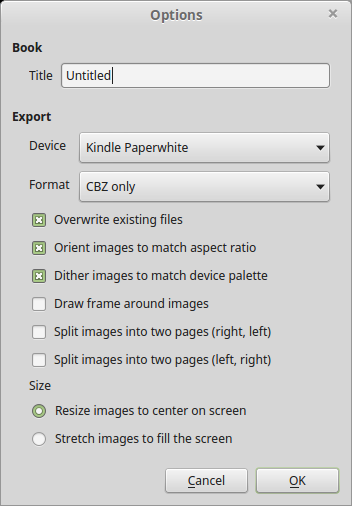 Options
Book
Title Untitled
Export
Device Kindle Paperwhite
Format CBZ only
Overwrite existing files
Orient images to match aspect ratio
Dither images to match device palette
Draw frame around images
Split images into two pages (right, left)
Split images into two pages (left, right)
Size
Resize images to center on screen
Stretch images to fill the screen
Cancel OK